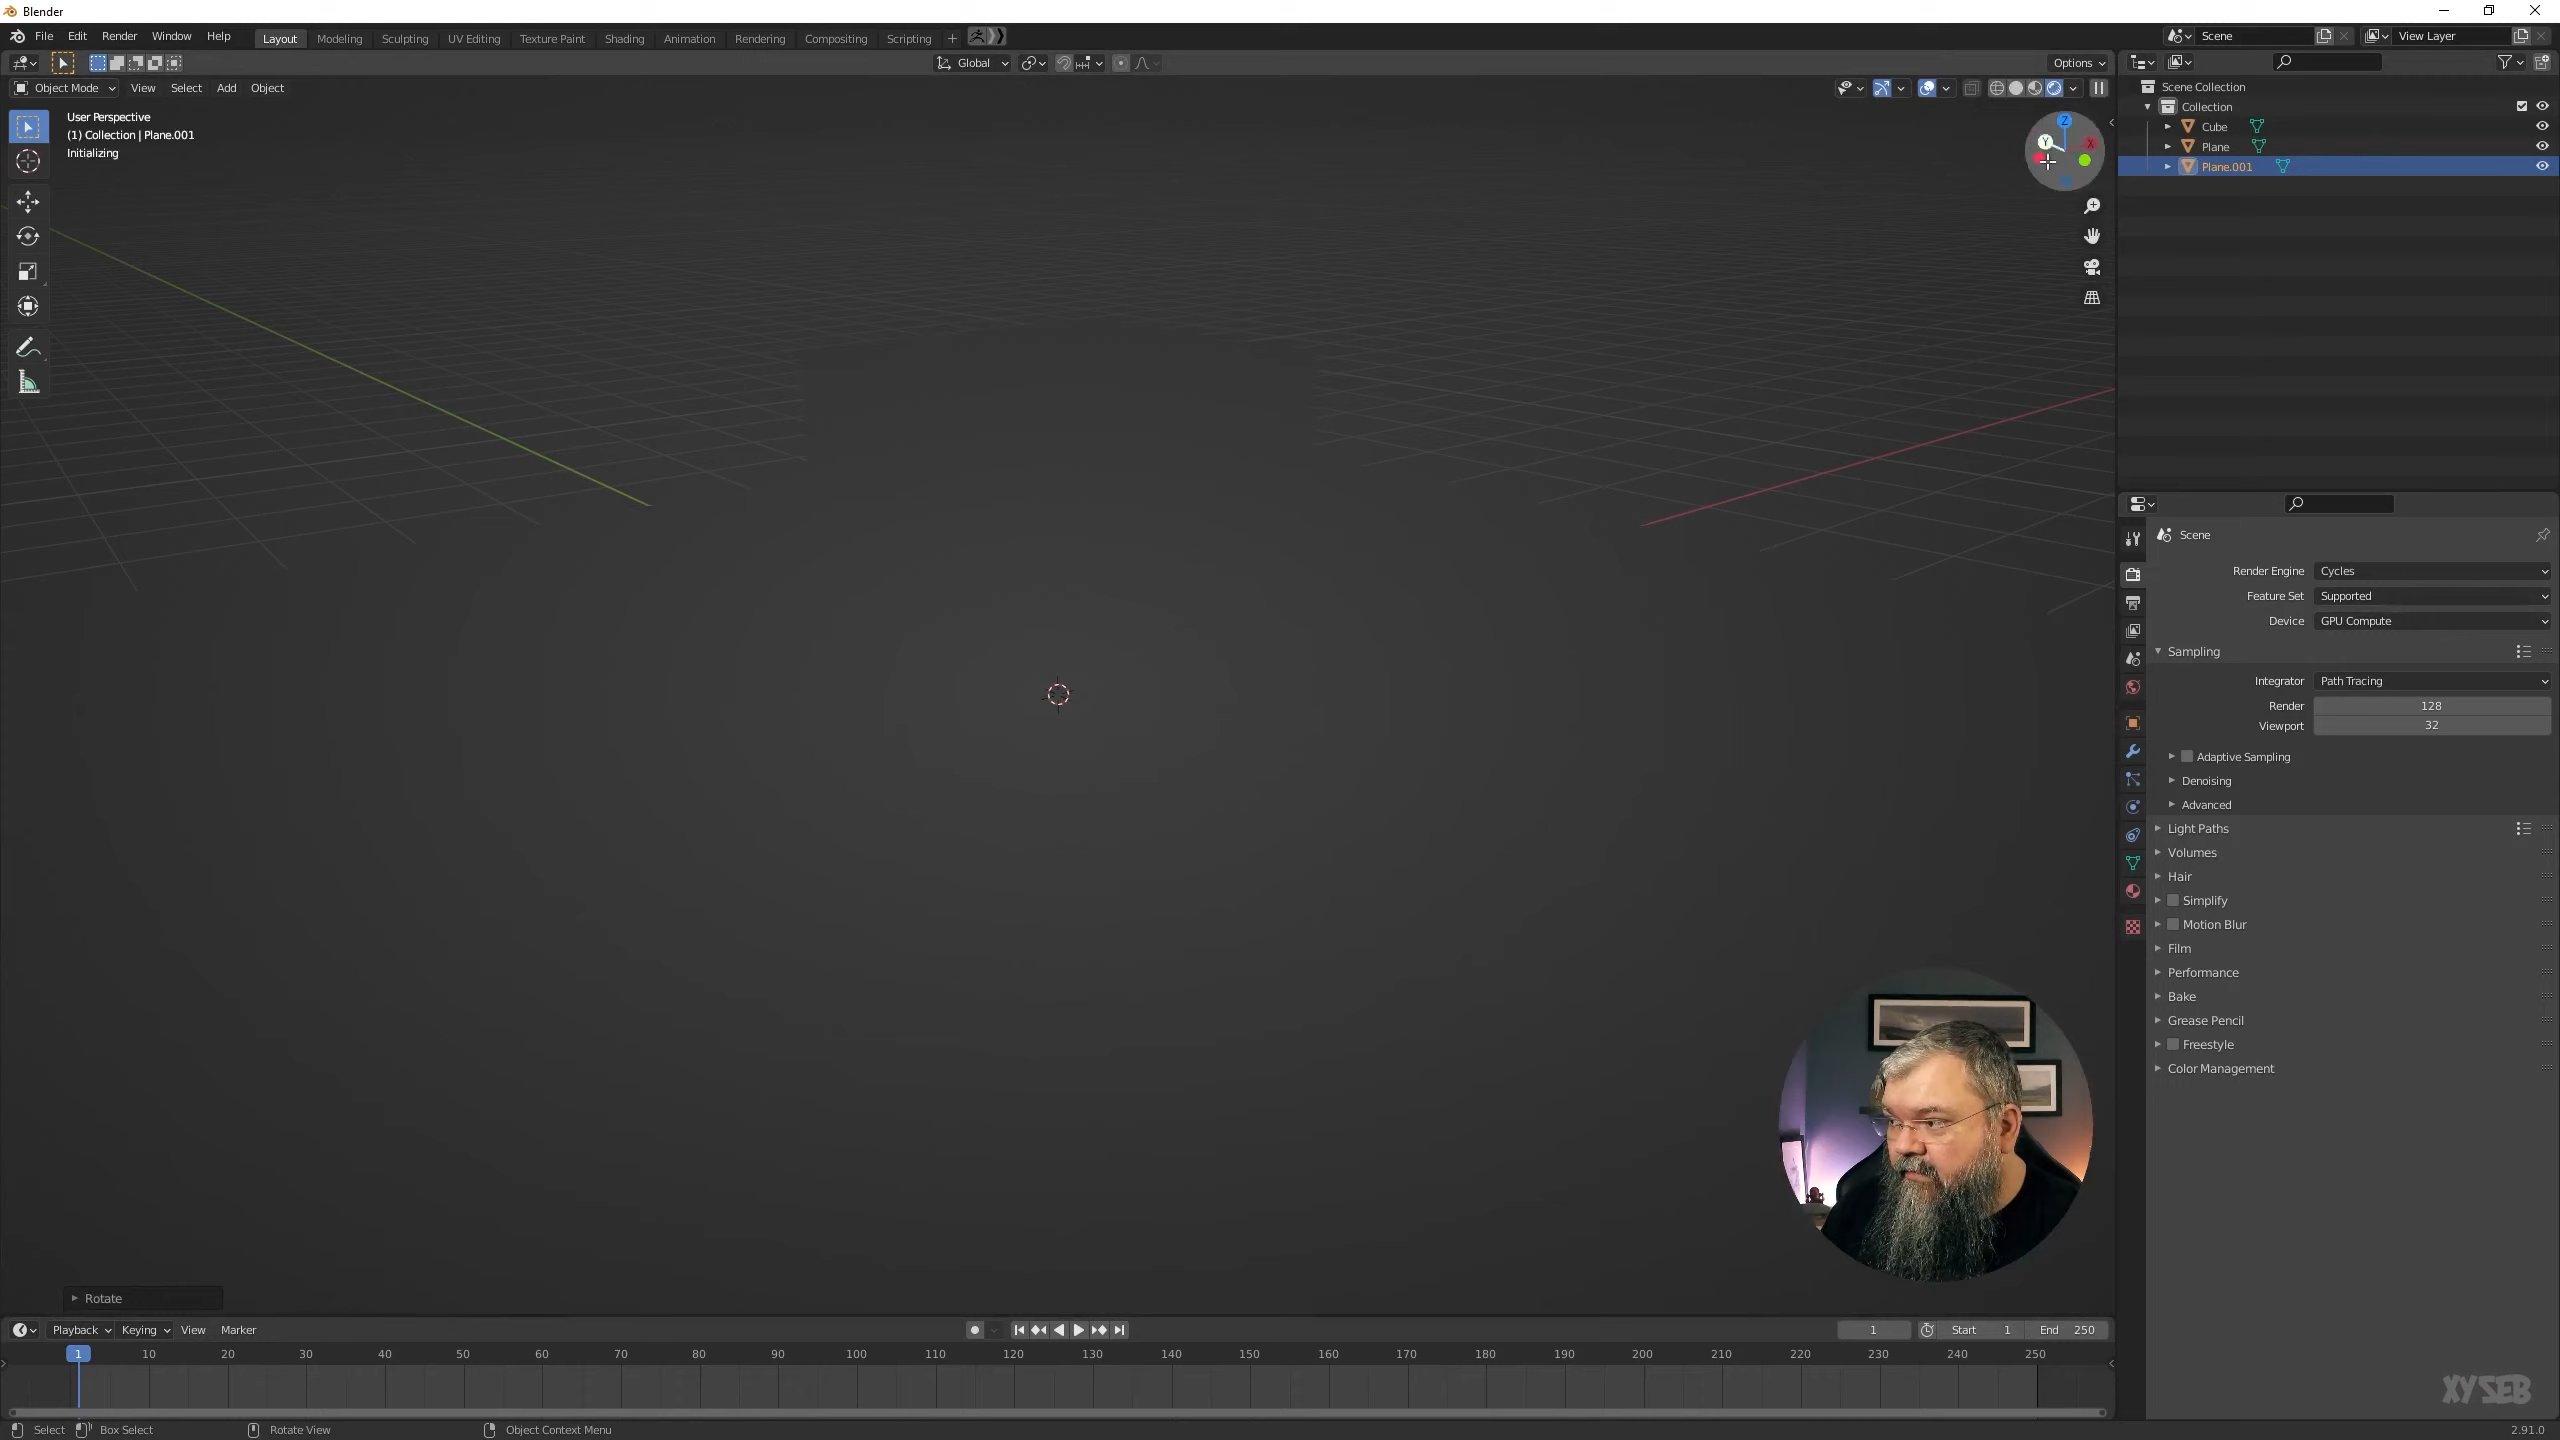 Blender
File Edit Render Window Help Layout Modeling Sculpting UV Editing Texture Paint Shading Animation Rendering Compositing Scripting + Scene View Layer
Global Options
Object Mode View Select Add Object
User Perspective
(1) Collection | Plane.001
Initializing
Z
Y
X
Scene Collection
Collection
Cube
Plane
Plane.001
Scene
Render Engine Cycles
Feature Set Supported
Device GPU Compute
Sampling
Integrator Path Tracing
Render 128
Viewport 32
Adaptive Sampling
Denoising
Advanced
Light Paths
Volumes
Hair
Simplify
Motion Blur
Film
Performance
Bake
Grease Pencil
Freestyle
Color Management
Rotate
Playback Keying View Marker 1 Start 1 End 250
1 10 20 30 40 50 60 70 80 90 100 110 120 130 140 150 160 170 180 190 200 210 220 230 240 250
XYSEB
Select Box Select Rotate View Object Context Menu 2.91.0